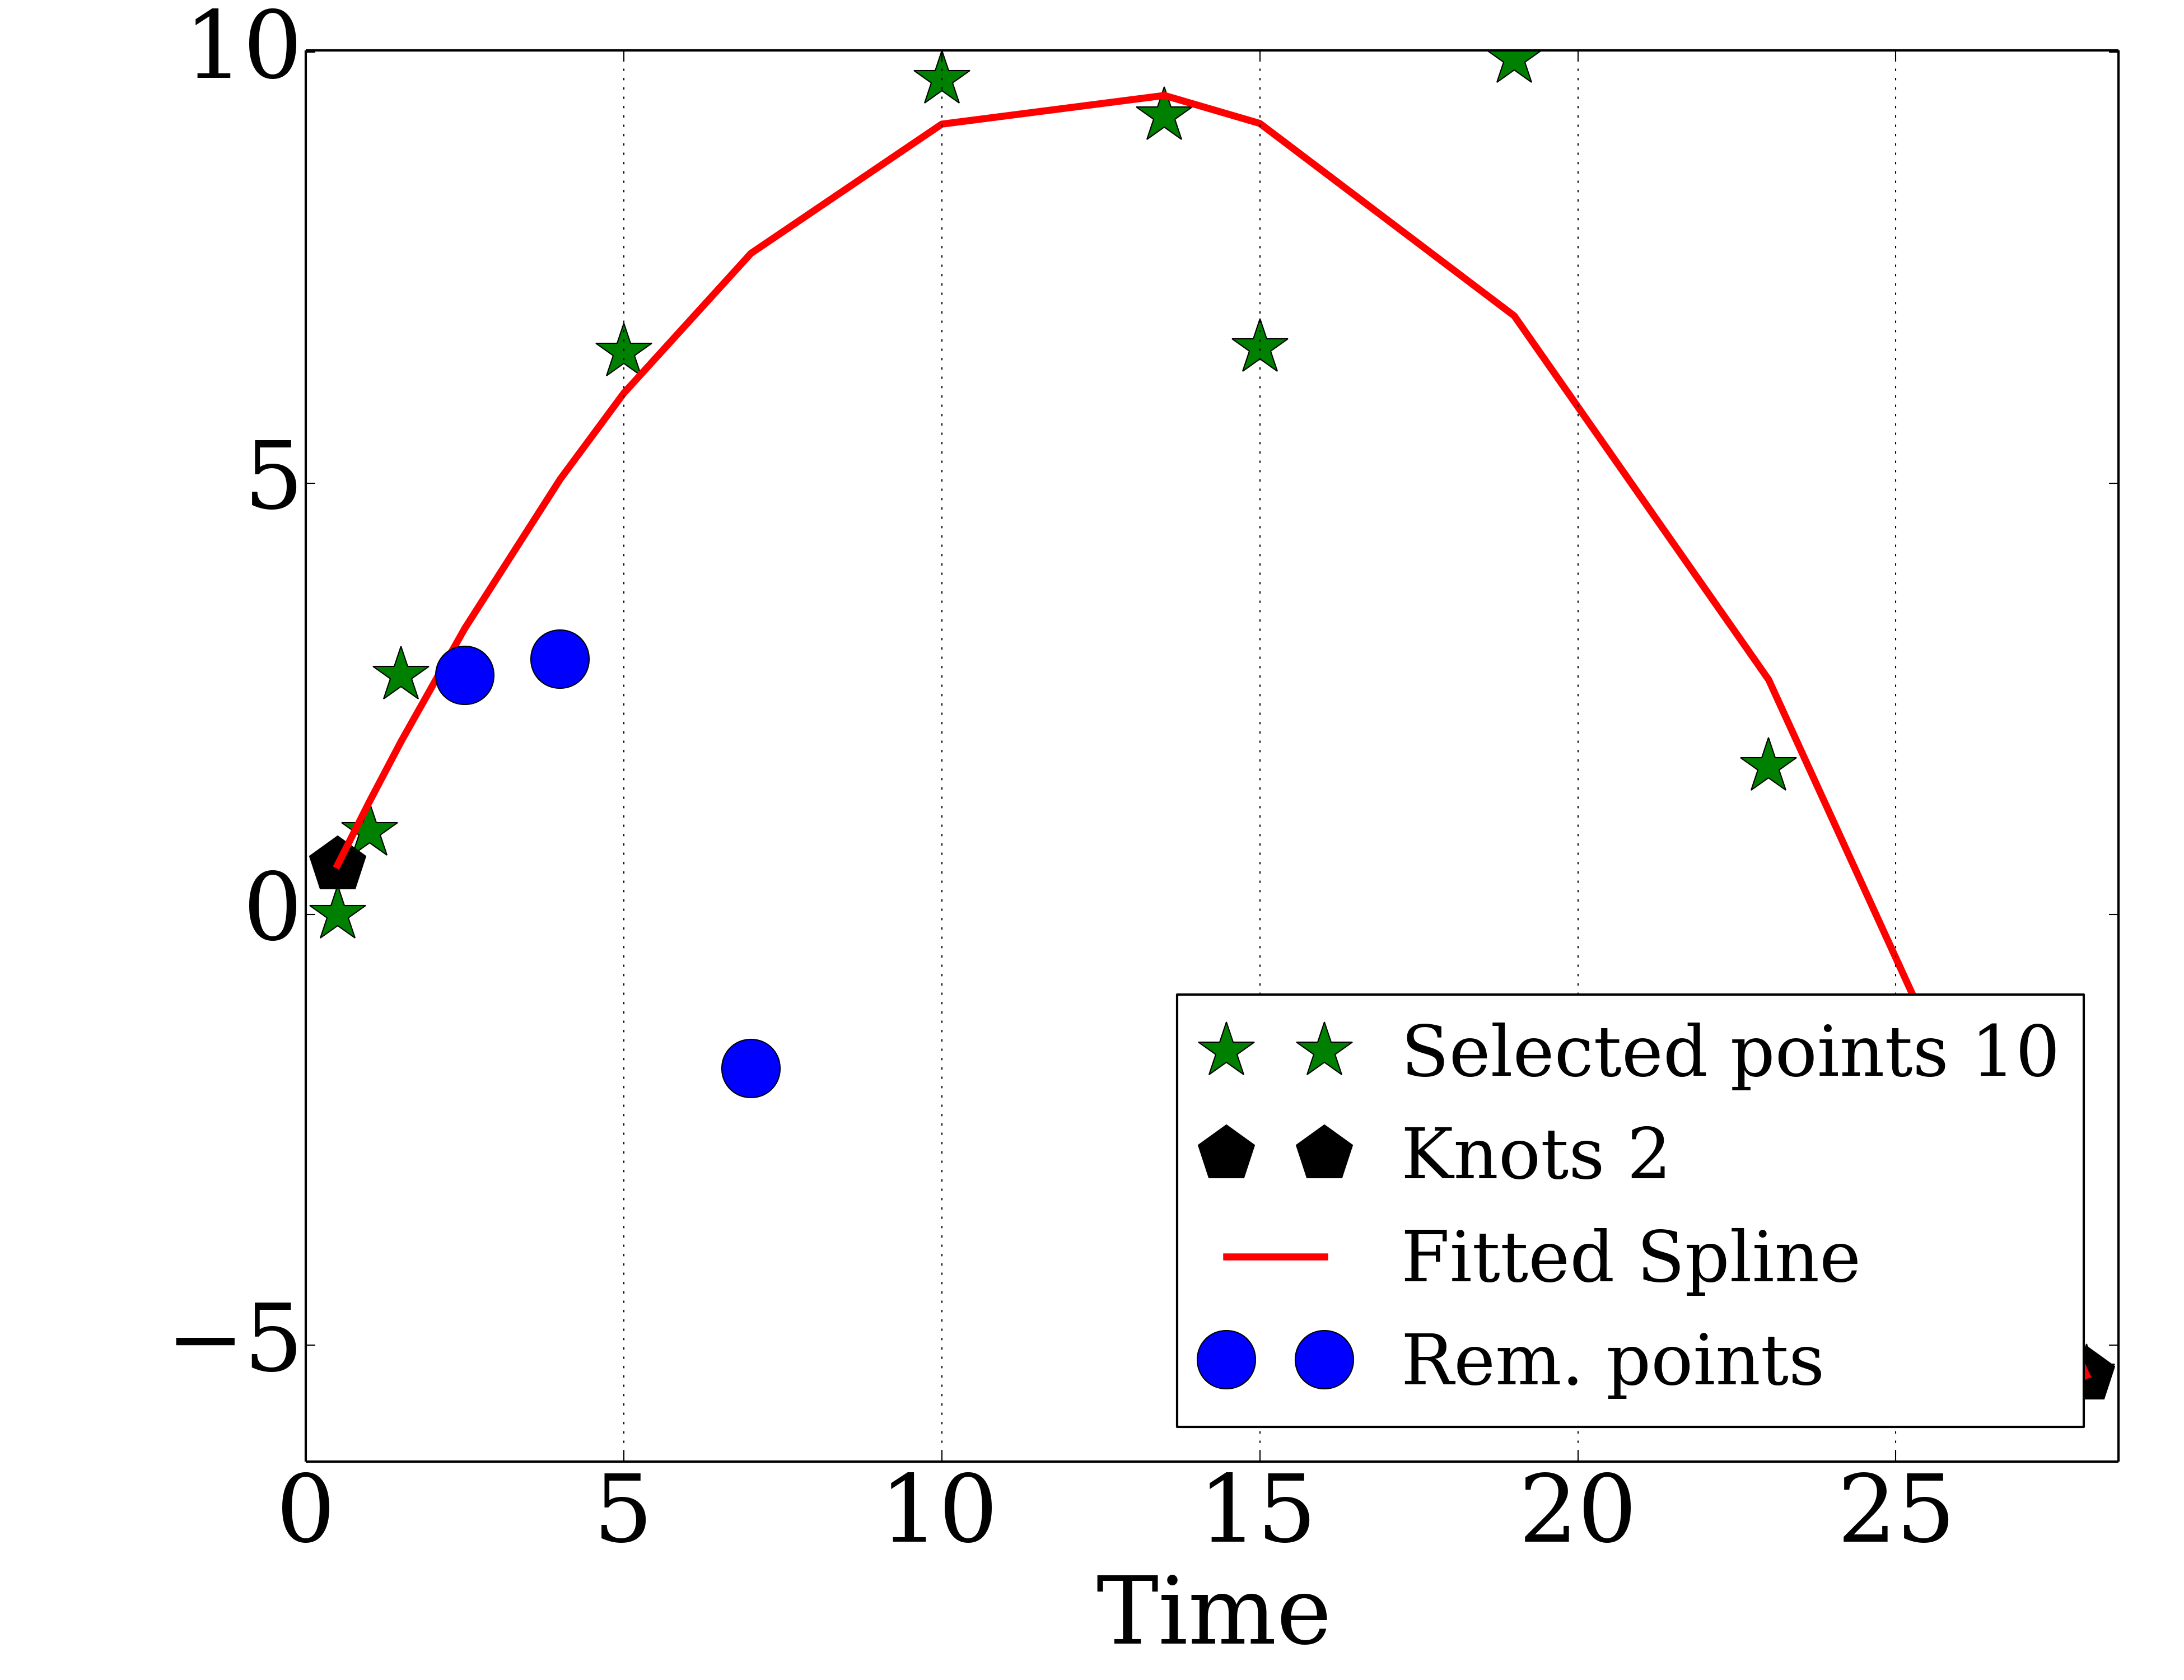 10
5
0
−5
0 5 10 15 20 25
Time
Selected points 10
Knots 2
Fitted Spline
Rem. points